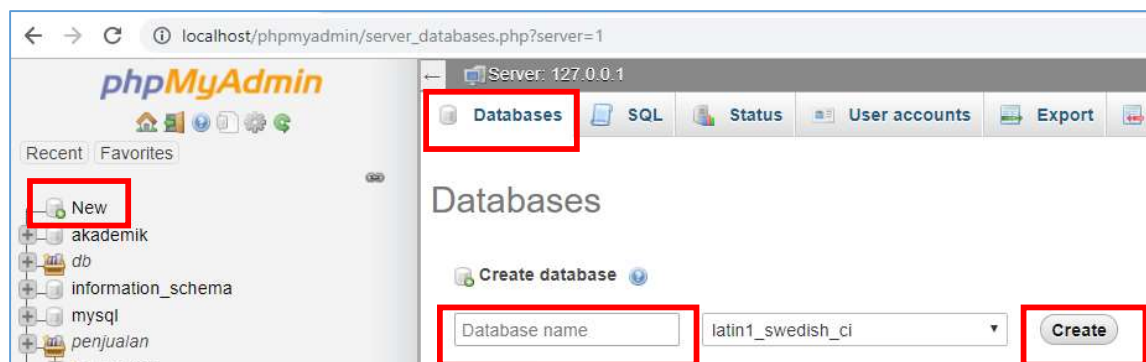 localhost/phpmyadmin/server_databases.php?server=1
phpMyAdmin
Recent Favorites
New
akademik
db
information_schema
mysql
penjualan
Server: 127.0.0.1
Databases SQL Status User accounts Export
Databases
Create database
Database name latin1_swedish_ci Create